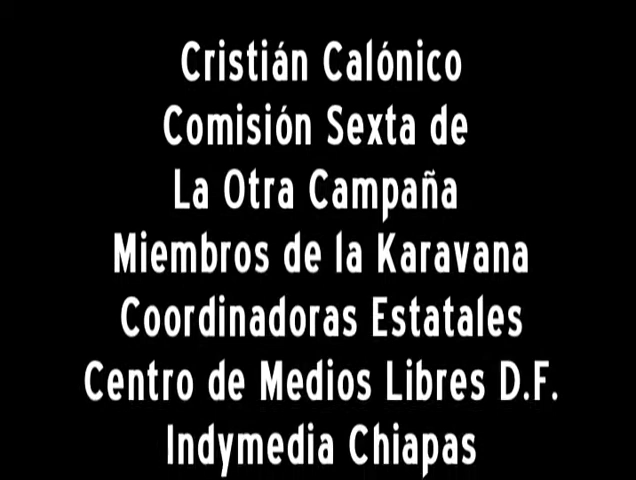 Cristián Calónico
Comisión Sexta de
La Otra Campaña
Miembros de la Karavana
Coordinadoras Estatales
Centro de Medios Libres D.F.
Indymedia Chiapas